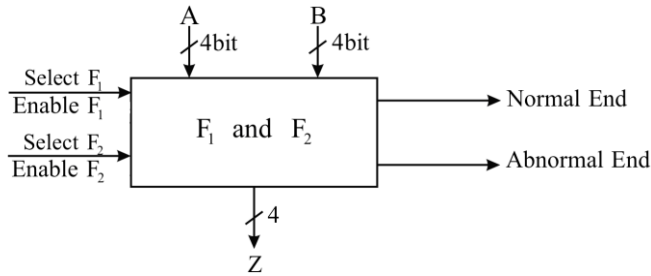 A B
4bit 4bit
Select F₁
Enable F₁
Select F₂
Enable F₂
F₁ and F₂
Normal End
Abnormal End
4
Z